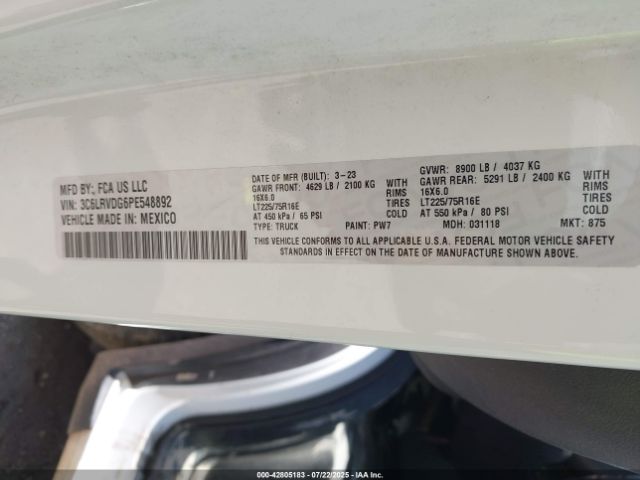 MFD BY: FCA US LLC
VIN: 3C6LRVDG6PE548892
VEHICLE MADE IN MEXICO
DATE OF MFR (BUILT): 3-23
GAWR FRONT: 4629 LB / 2100 KG WITH
16X6.0 RIMS
LT225/75R16E TIRES
AT 450 kPa / 65 PSI COLD
TYPE: TRUCK PAINT: PW7
GVWR: 8900 LB / 4037 KG
GAWR REAR: 5291 LB / 2400 KG WITH
16X6.0 RIMS
LT225/75R16E TIRES
AT 550 kPa / 80 PSI COLD
MDH: 031118 MKT: 875
THIS VEHICLE CONFORMS TO ALL APPLICABLE U.S.A. FEDERAL MOTOR VEHICLE SAFETY
STANDARDS IN EFFECT ON THE DATE OF MANUFACTURE SHOWN ABOVE.
000-42805183 - 07/22/2025 - IAAI